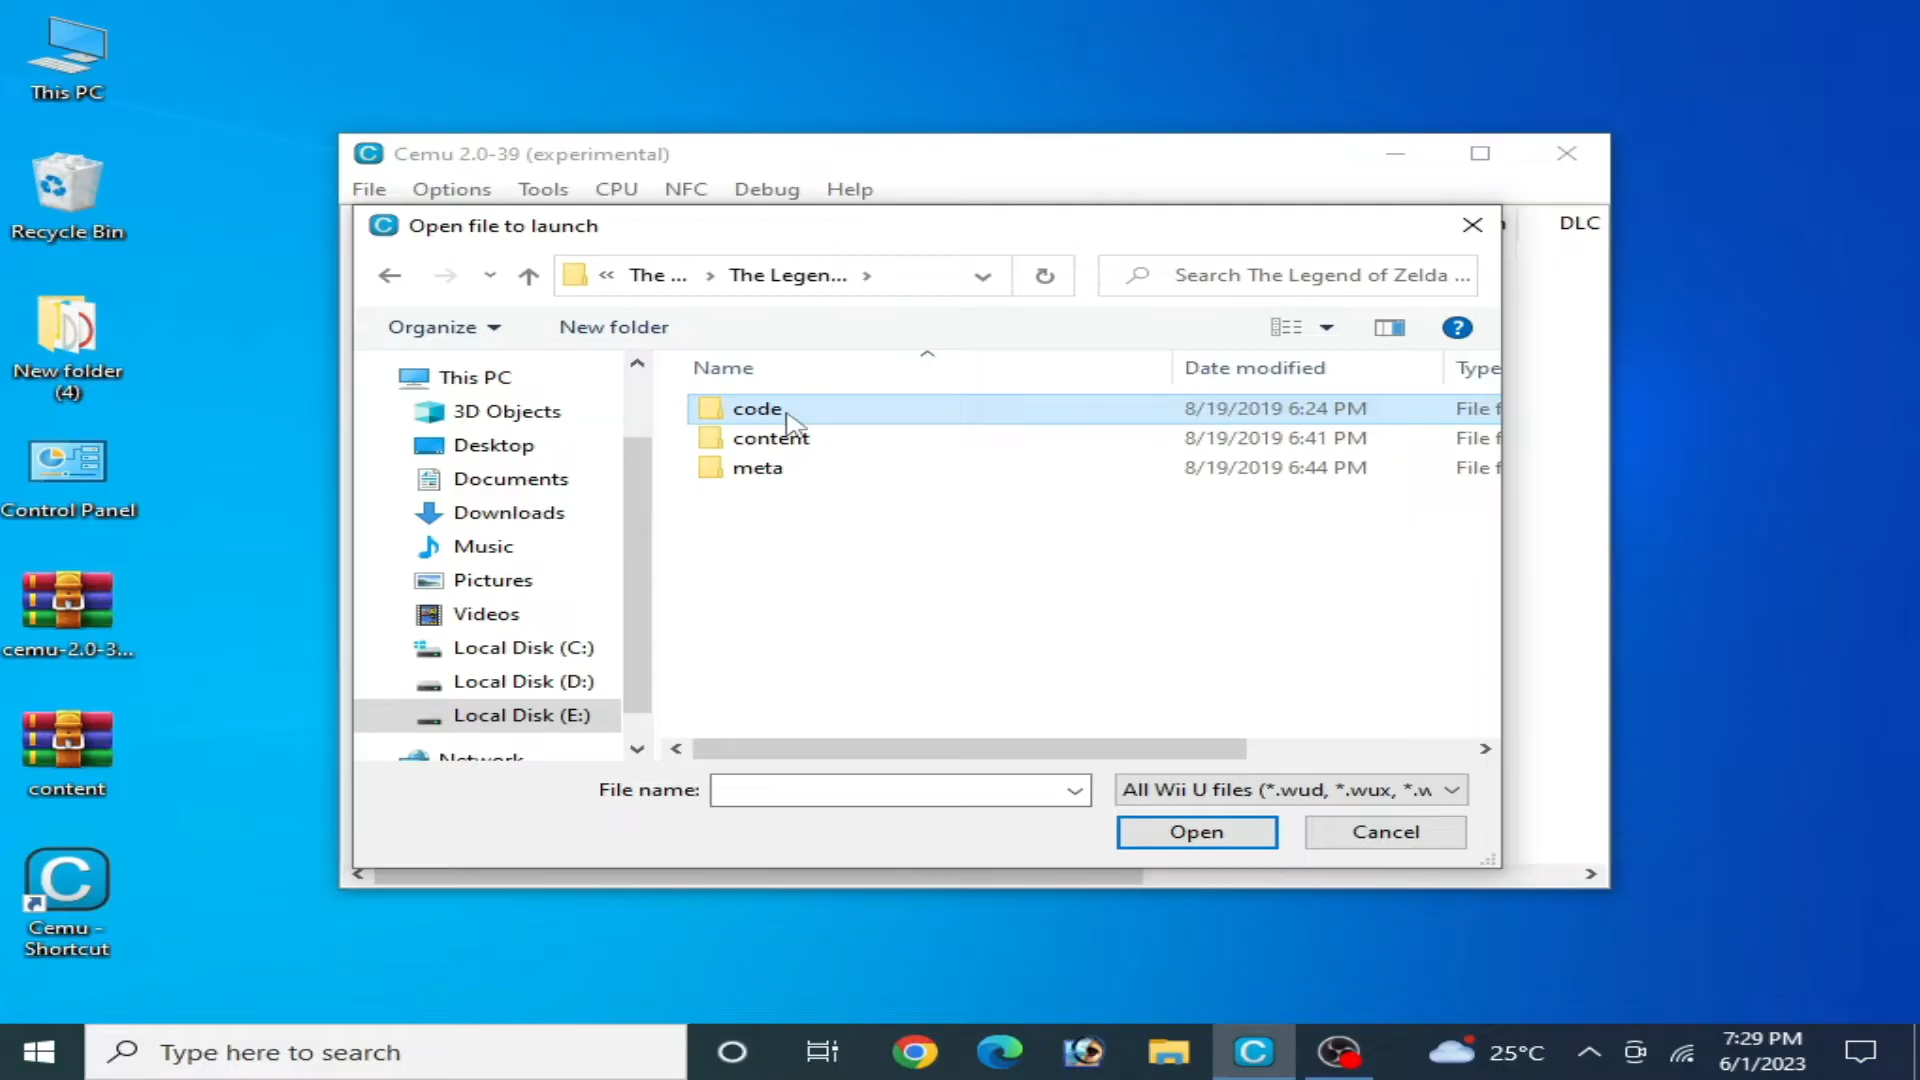 This PC
Recycle Bin
New folder
(4)
Control Panel
cemu-2.0-3...
content
Cemu -
Shortcut
Cemu 2.0-39 (experimental)
File Options Tools CPU NFC Debug Help
DLC
Open file to launch
« The ... › The Legen... ›
Search The Legend of Zelda ...
Organize
New folder
?
This PC
3D Objects
Desktop
Documents
Downloads
Music
Pictures
Videos
Local Disk (C:)
Local Disk (D:)
Local Disk (E:)
Network
Name Date modified Type
code 8/19/2019 6:24 PM File f
content 8/19/2019 6:41 PM File f
meta 8/19/2019 6:44 PM File f
File name:
All Wii U files (*.wud, *.wux, *.w
Open Cancel
Type here to search
25°C
7:29 PM
6/1/2023